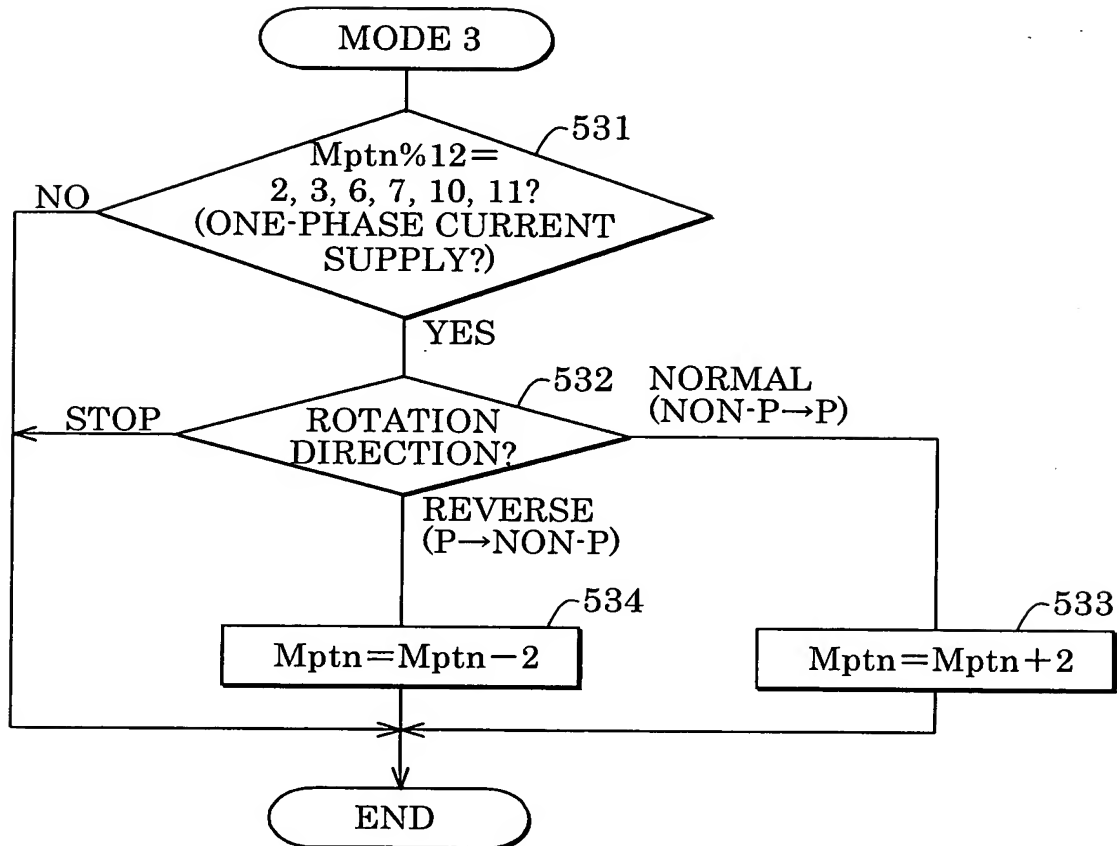 MODE 3
531
Mptn%12=
2, 3, 6, 7, 10, 11?
(ONE-PHASE CURRENT
SUPPLY?)
NO
YES
532
NORMAL
(NON-P→P)
STOP
ROTATION
DIRECTION?
REVERSE
(P→NON-P)
534
533
Mptn=Mptn−2
Mptn=Mptn+2
END